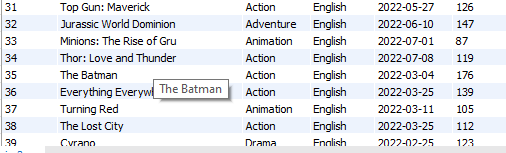 31 Top Gun: Maverick Action English 2022-05-27 126
32 Jurassic World Dominion Adventure English 2022-06-10 147
33 Minions: The Rise of Gru Animation English 2022-07-01 87
34 Thor: Love and Thunder Action English 2022-07-08 119
35 The Batman Action English 2022-03-04 176
36 Everything Everywh The Batman Action English 2022-03-25 139
37 Turning Red Animation English 2022-03-11 105
38 The Lost City Action English 2022-03-25 112
39 Cyrano Drama English 2022-02-25 123